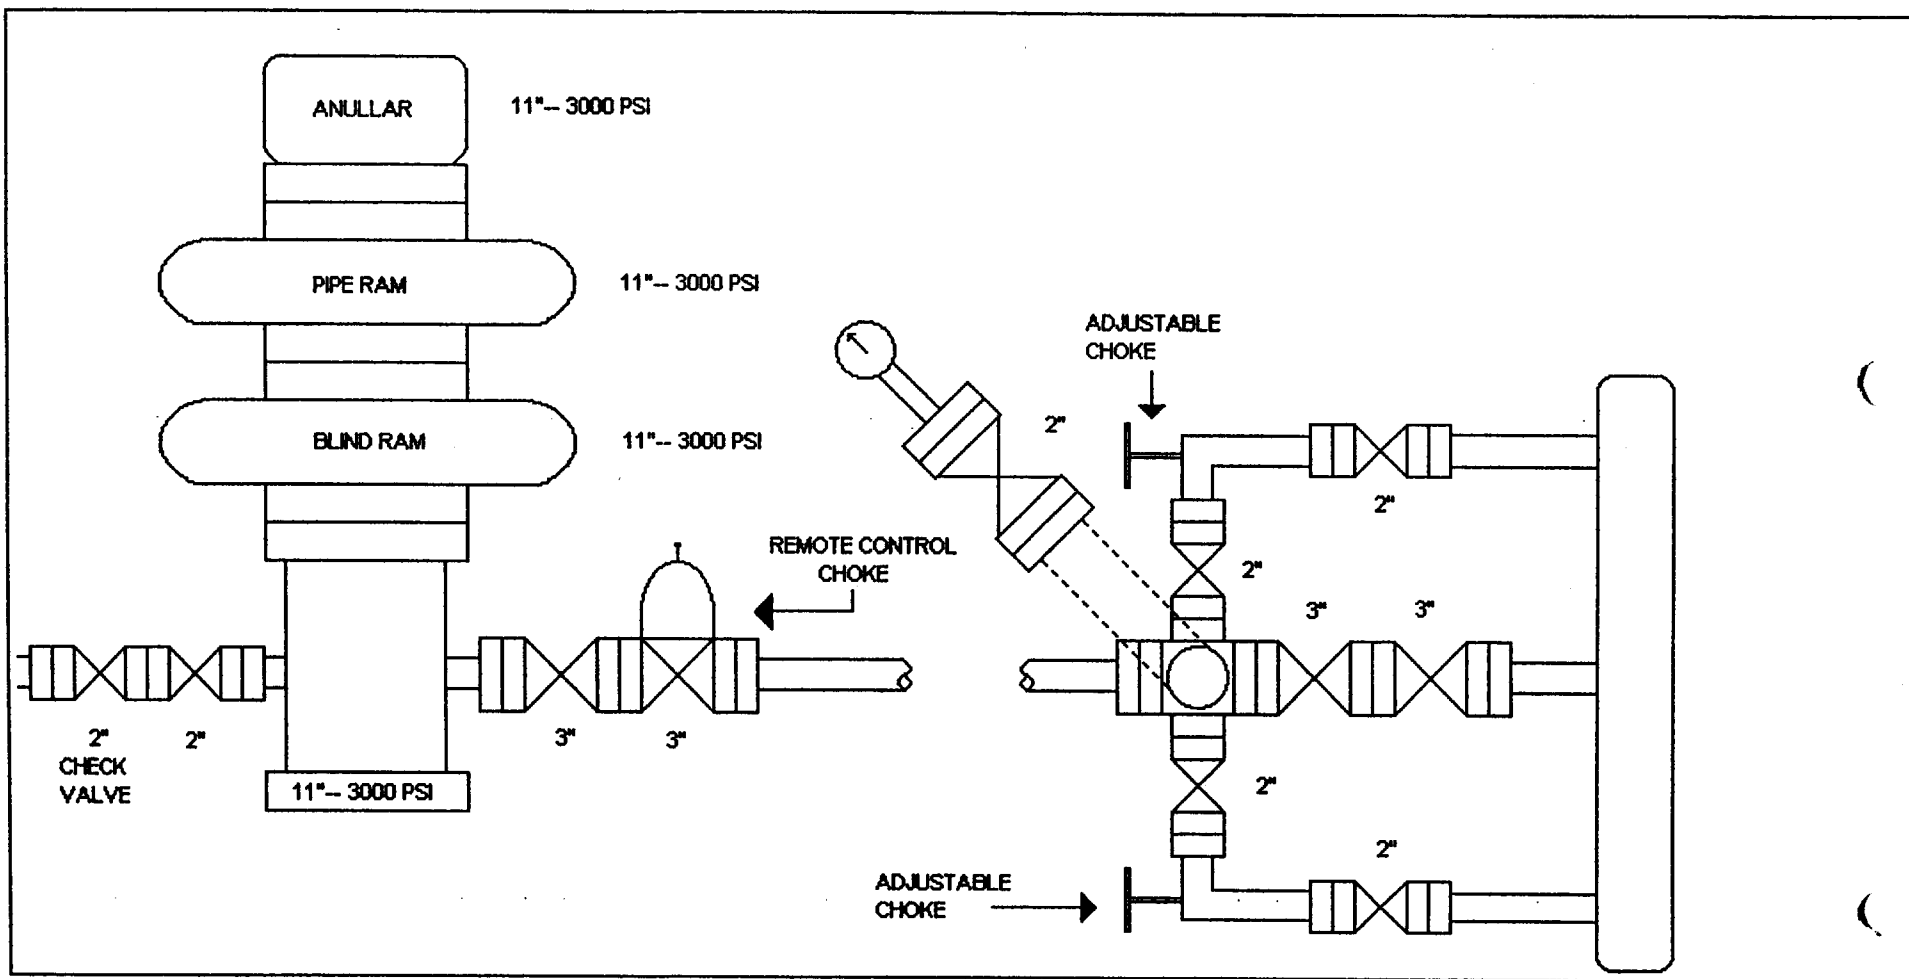 ANULLAR
11"-- 3000 PSI
PIPE RAM
11"-- 3000 PSI
BLIND RAM
11"-- 3000 PSI
ADJUSTABLE
CHOKE
2"
2"
REMOTE CONTROL
CHOKE
2"
3"
3"
2"
CHECK
VALVE
2"
3"
3"
11"-- 3000 PSI
2"
2"
ADJUSTABLE
CHOKE